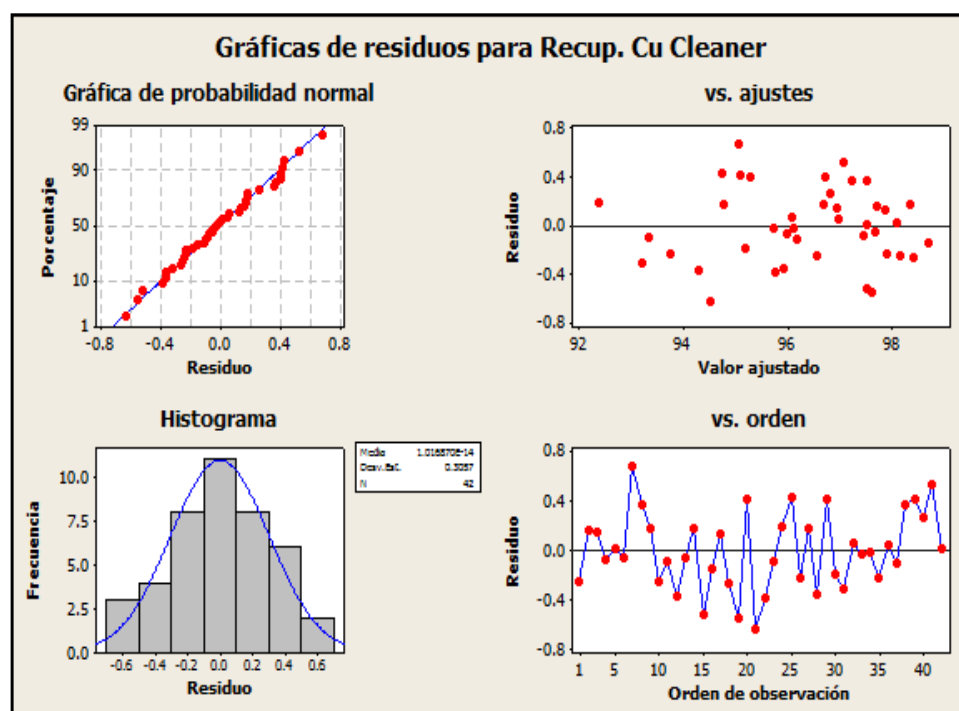 Gráficas de residuos para Recup. Cu Cleaner
Gráfica de probabilidad normal
99
90
50
10
1
Porcentaje
-0.8 -0.4 0.0 0.4 0.8
Residuo
vs. ajustes
0.8
0.4
0.0
-0.4
-0.8
Residuo
92 94 96 98
Valor ajustado
Histograma
10.0
7.5
5.0
2.5
0.0
Frecuencia
-0.6 -0.4 -0.2 0.0 0.2 0.4 0.6
Residuo
Media
Desv.Est.
N 42
vs. orden
0.8
0.4
0.0
-0.4
-0.8
Residuo
1 5 10 15 20 25 30 35 40
Orden de observación